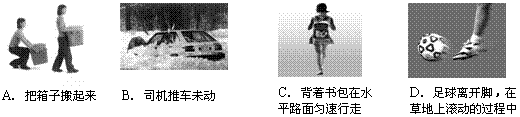 A. 把箱子搬起来
B. 司机推车未动
C. 背着书包在水
平路面匀速行走
D. 足球离开脚，在
草地上滚动的过程中